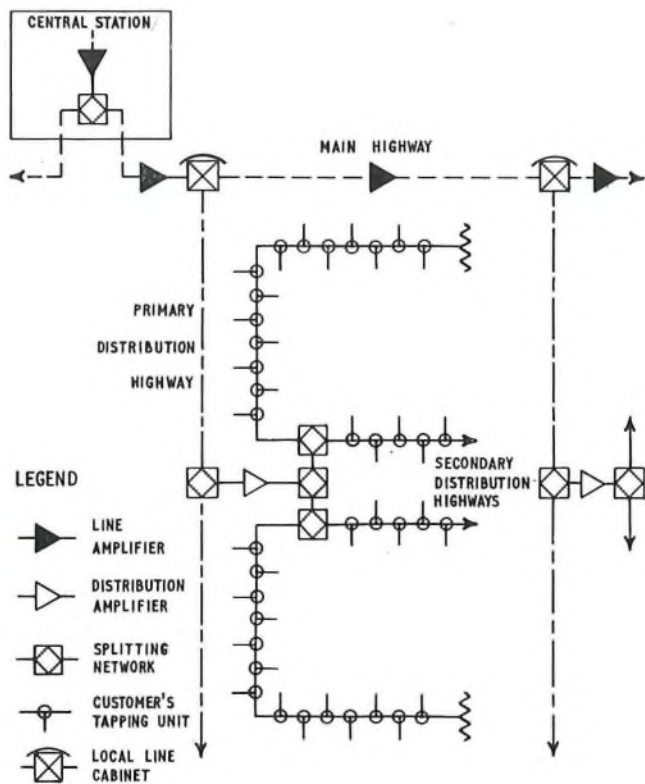 CENTRAL STATION
MAIN HIGHWAY
PRIMARY
DISTRIBUTION
HIGHWAY
SECONDARY
DISTRIBUTION
HIGHWAYS
LEGEND
LINE
AMPLIFIER
DISTRIBUTION
AMPLIFIER
SPLITTING
NETWORK
CUSTOMER'S
TAPPING UNIT
LOCAL LINE
CABINET